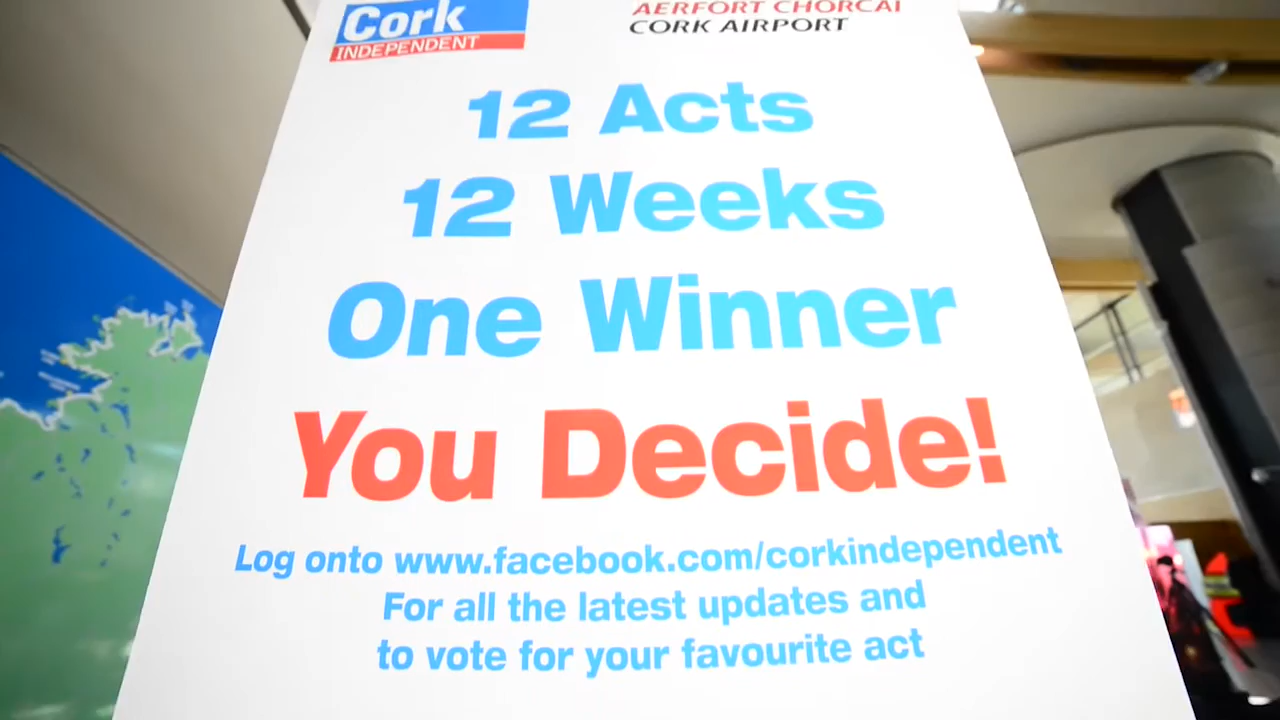 Cork
INDEPENDENT
AERFORT CHORCAÍ
CORK AIRPORT
12 Acts
12 Weeks
One Winner
You Decide!
Log onto www.facebook.com/corkindependent
For all the latest updates and
to vote for your favourite act